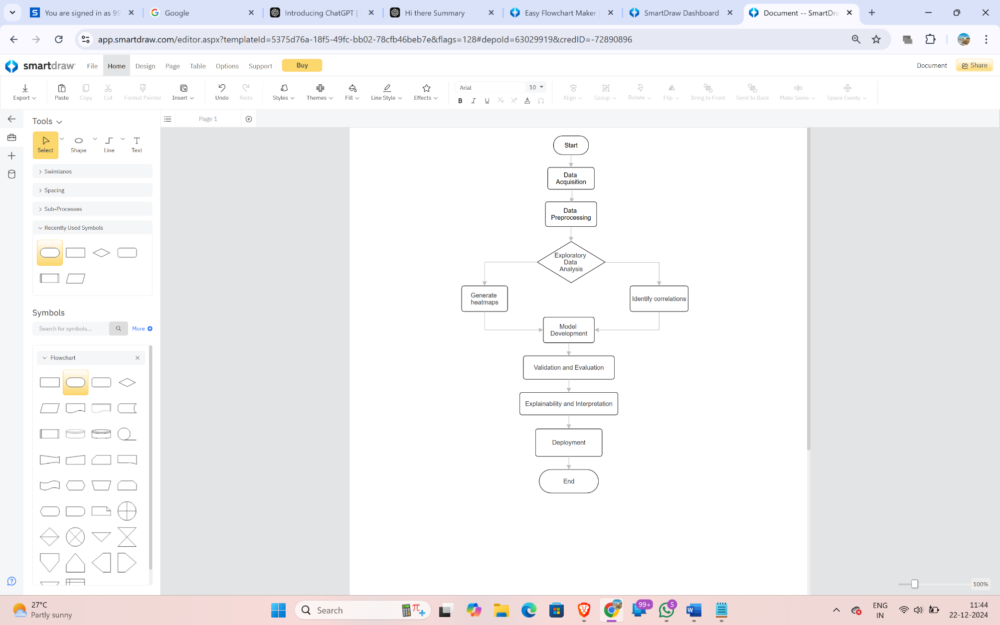 You are signed in as 99
Google
Introducing ChatGPT |
Hi there Summary
Easy Flowchart Maker |
SmartDraw Dashboard
Document -- SmartDra
app.smartdraw.com/editor.aspx?templateId=5375d76a-18f5-49fc-bb02-78cfb46beb7e&flags=128#depoId=63029919&credID=-72890896
smartdraw
File
Home
Design
Page
Table
Options
Support
Buy
Document
Share
Export
Paste
Copy
Cut
Format Painter
Insert
Undo
Redo
Styles
Themes
Fill
Line Style
Effects
Arial
10
B
I
U
Align
Group
Rotate
Flip
Bring to Front
Send to Back
Make Same
Space Evenly
Tools
Page 1
Select
Shape
Line
Text
Swimlanes
Spacing
Sub-Processes
Recently Used Symbols
Symbols
Search for symbols...
More
Flowchart
Start
Data
Acquisition
Data
Preprocessing
Exploratory
Data
Analysis
Generate
heatmaps
Identify correlations
Model
Development
Validation and Evaluation
Explainability and Interpretation
Deployment
End
100%
27°C
Partly sunny
Search
99+
5
ENG
IN
11:44
22-12-2024